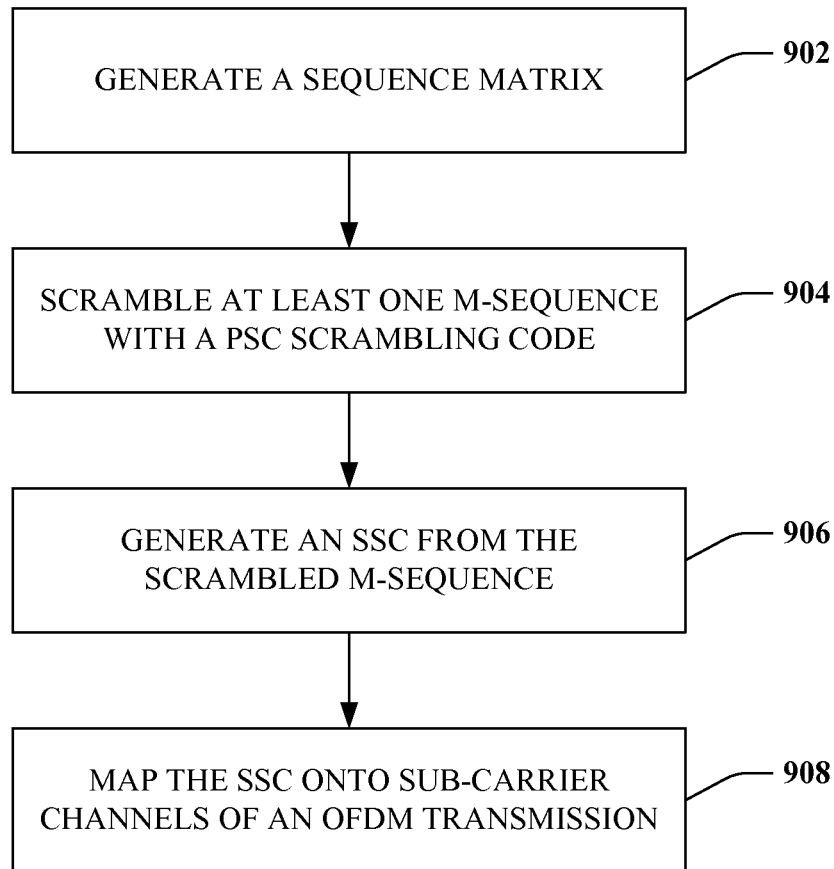 GENERATE A SEQUENCE MATRIX
902
SCRAMBLE AT LEAST ONE M-SEQUENCE
WITH A PSC SCRAMBLING CODE
904
GENERATE AN SSC FROM THE
SCRAMBLED M-SEQUENCE
906
MAP THE SSC ONTO SUB-CARRIER
CHANNELS OF AN OFDM TRANSMISSION
908